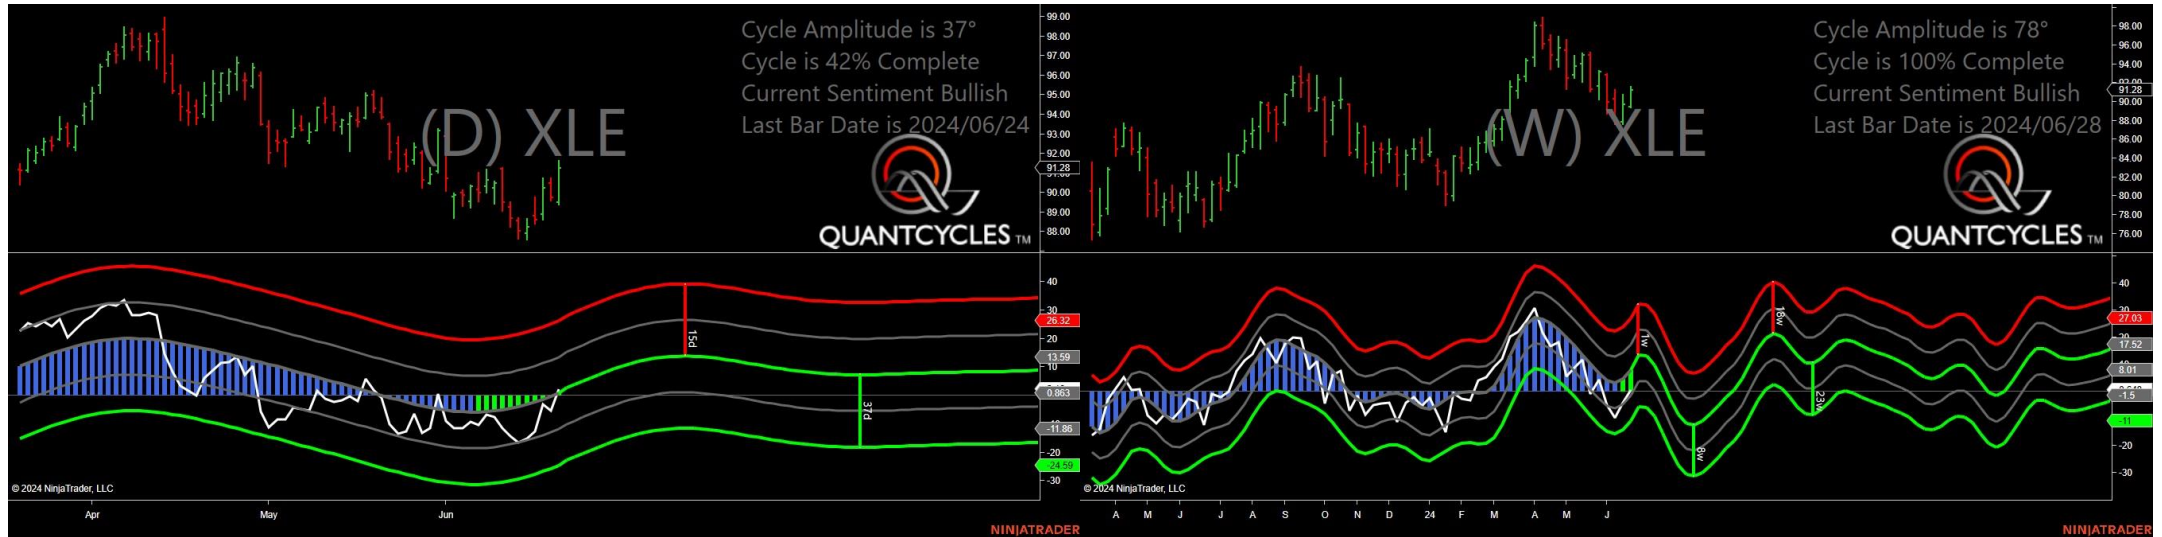 Cycle Amplitude is 37°
Cycle is 42% Complete
Current Sentiment Bullish
Last Bar Date is 2024/06/24
(D) XLE
QUANTCYCLES TM
99.00
98.00
97.00
96.00
95.00
94.00
93.00
92.00
91.28
90.00
89.00
88.00
40
30
26.32
20
13.59
10
0.863
-11.86
-20
-24.59
-30
15d
37d
© 2024 NinjaTrader, LLC
Apr May Jun
NINJATRADER
Cycle Amplitude is 78°
Cycle is 100% Complete
Current Sentiment Bullish
Last Bar Date is 2024/06/28
(W) XLE
QUANTCYCLES TM
98.00
96.00
94.00
92.00
91.28
90.00
88.00
86.00
84.00
82.00
80.00
78.00
76.00
40
30
27.03
17.52
8.01
-1.5
-11
-20
-30
1w
8w
18w
23w
© 2024 NinjaTrader, LLC
A M J J A S O N D 24 F M A M J
NINJATRADER